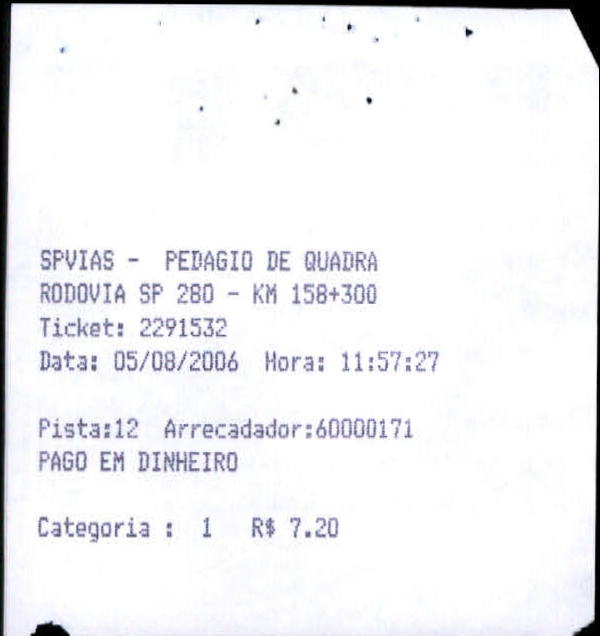 SPVIAS - PEDAGIO DE QUADRA
RODOVIA SP 280 - KM 158+300
Ticket: 2291532
Data: 05/08/2006 Hora: 11:57:27
Pista:12 Arrecadador:60000171
PAGO EM DINHEIRO
Categoria : 1 R$ 7.20